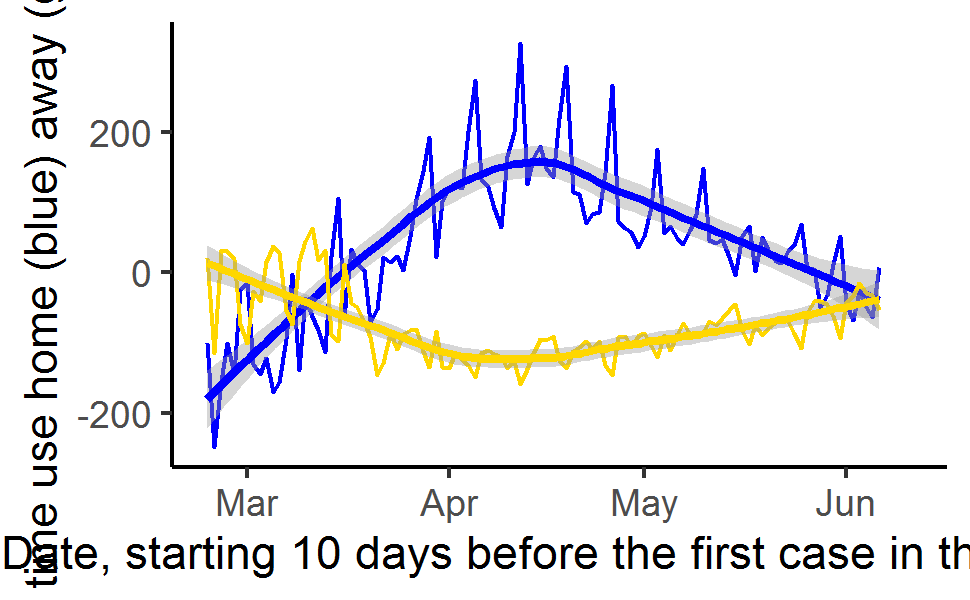 time use home (blue) away (
200
0
-200
Mar Apr May Jun
Date, starting 10 days before the first case in th